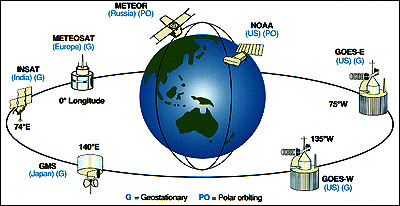 METEOR
(Russia) (PO)
METEOSAT
(Europe) (G)
NOAA
(US) (PO)
GOES-E
(US) (G)
INSAT
(India) (G)
0° Longitude
75°W
74°E
140°E
135°W
GMS
(Japan) (G)
GOES-W
(US) (G)
G = Geostationary PO = Polar orbiting